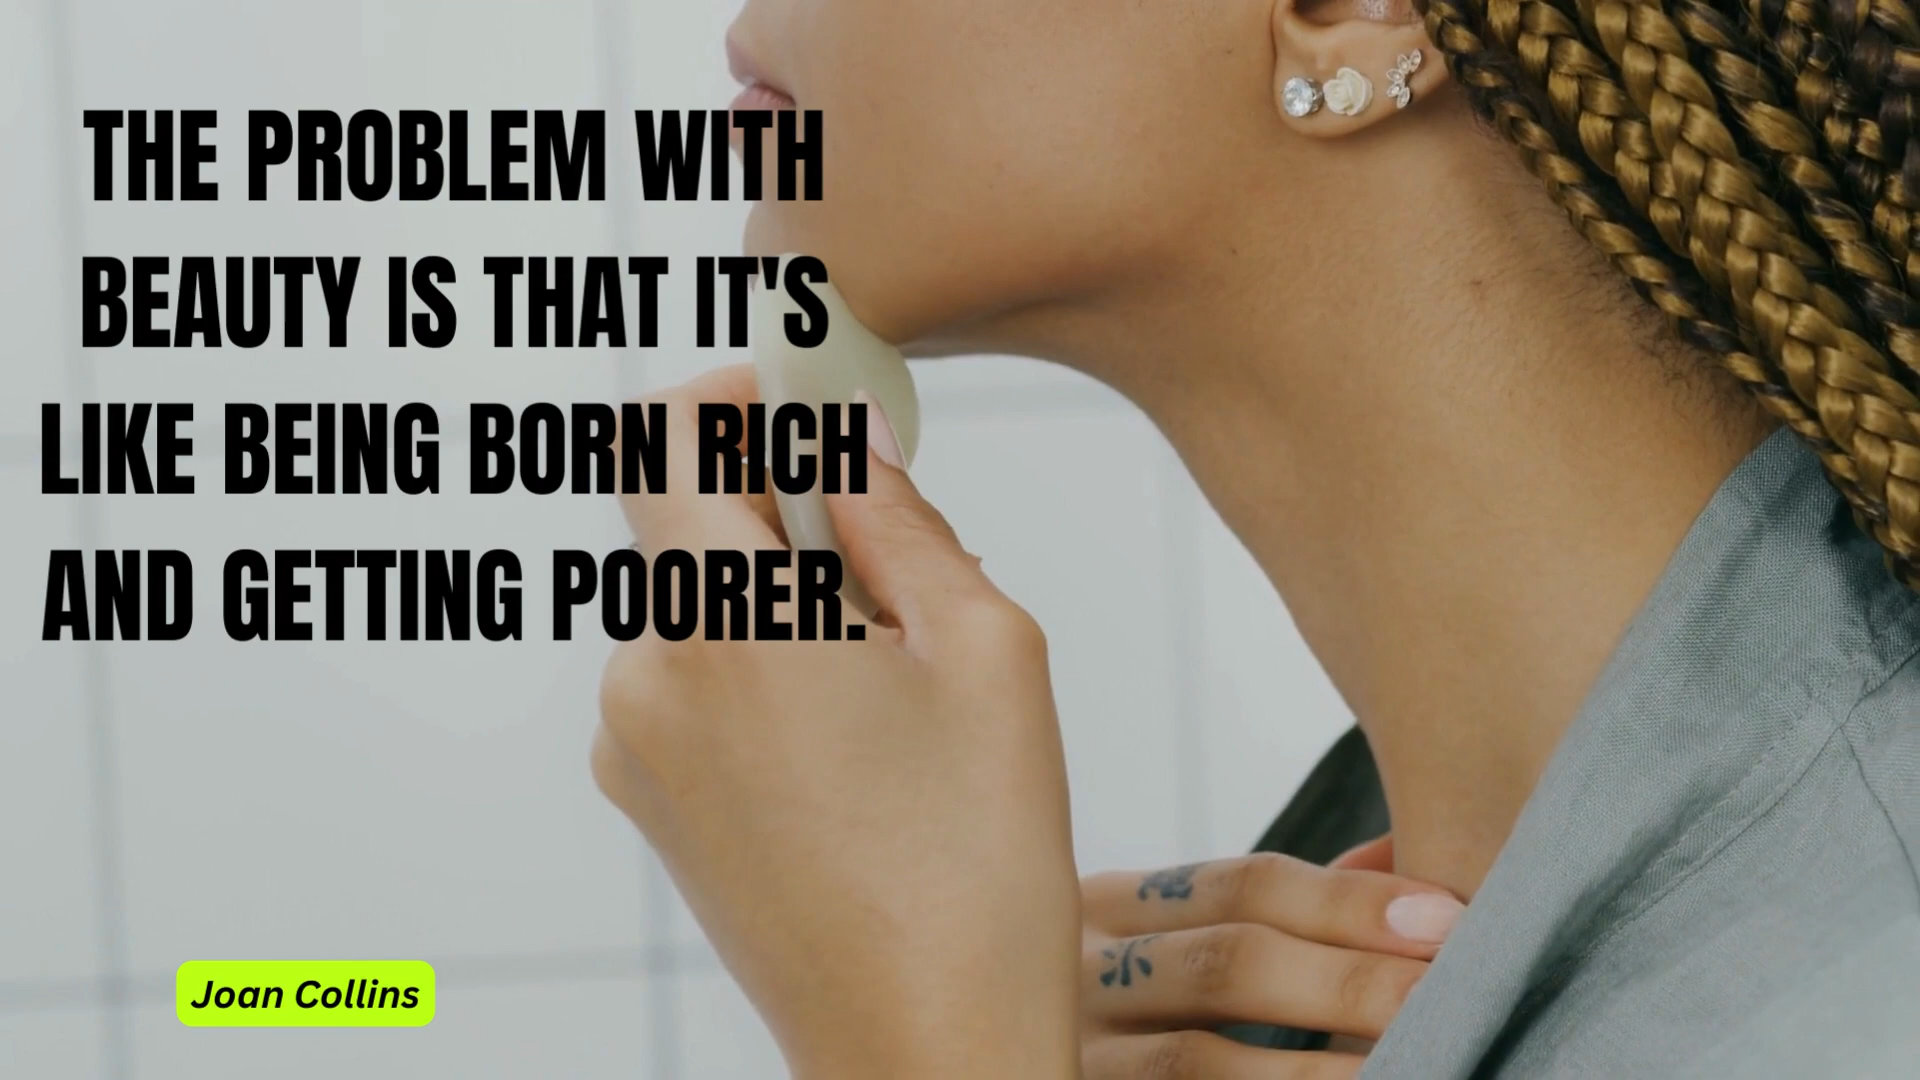 THE PROBLEM WITH
BEAUTY IS THAT IT'S
LIKE BEING BORN RICH
AND GETTING POORER.
Joan Collins